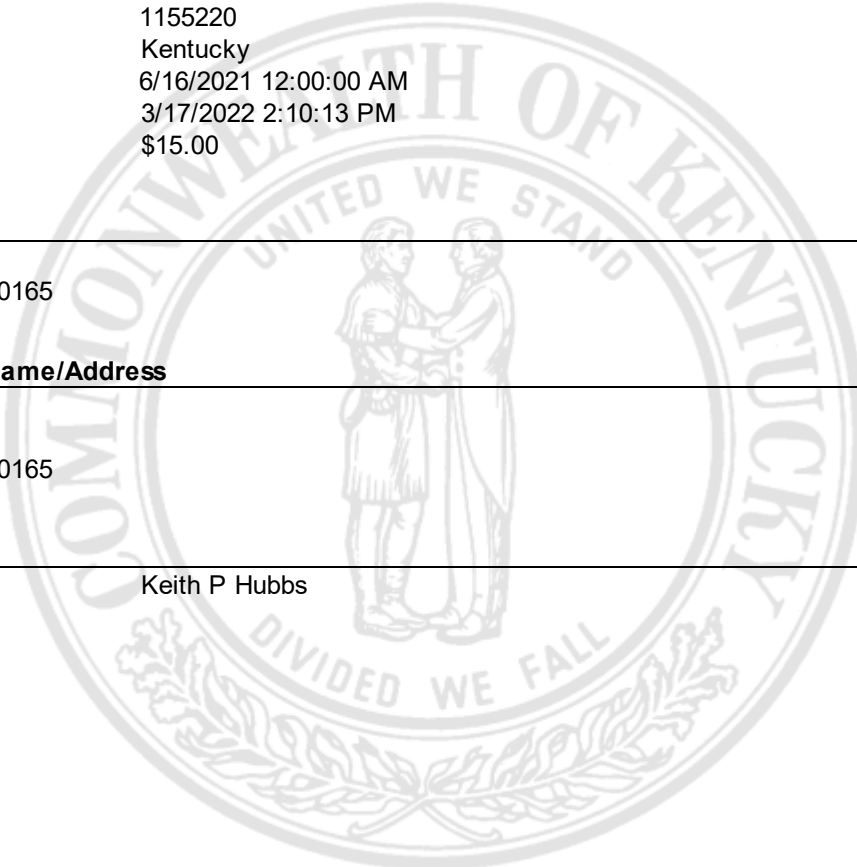 1155220
Kentucky
6/16/2021 12:00:00 AM
3/17/2022 2:10:13 PM
$15.00
0165
ame/Address
0165
Keith P Hubbs
COMMONWEALTH OF KENTUCKY
UNITED WE STAND
DIVIDED WE FALL